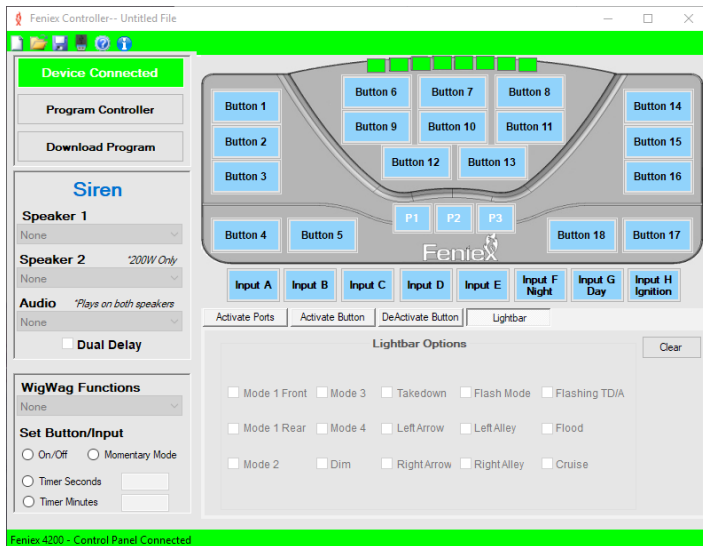 Feniex Controller-- Untitled File
Device Connected
Program Controller
Download Program
Siren
Speaker 1
None
Speaker 2 *200W Only
None
Audio *Plays on both speakers
None
Dual Delay
WigWag Functions
None
Set Button/Input
On/Off Momentary Mode
Timer Seconds
Timer Minutes
Button 6 Button 7 Button 8
Button 1 Button 14
Button 9 Button 10 Button 11
Button 2 Button 15
Button 12 Button 13
Button 3 Button 16
P1 P2 P3
Button 4 Button 5 Button 18 Button 17
Feniex
Input A Input B Input C Input D Input E Input F Night Input G Day Input H Ignition
Activate Ports Activate Button DeActivate Button Lightbar
Lightbar Options
Clear
Mode 1 Front Mode 3 Takedown Flash Mode Flashing TD/A
Mode 1 Rear Mode 4 Left Arrow Left Alley Flood
Mode 2 Dim Right Arrow Right Alley Cruise
Feniex 4200 - Control Panel Connected